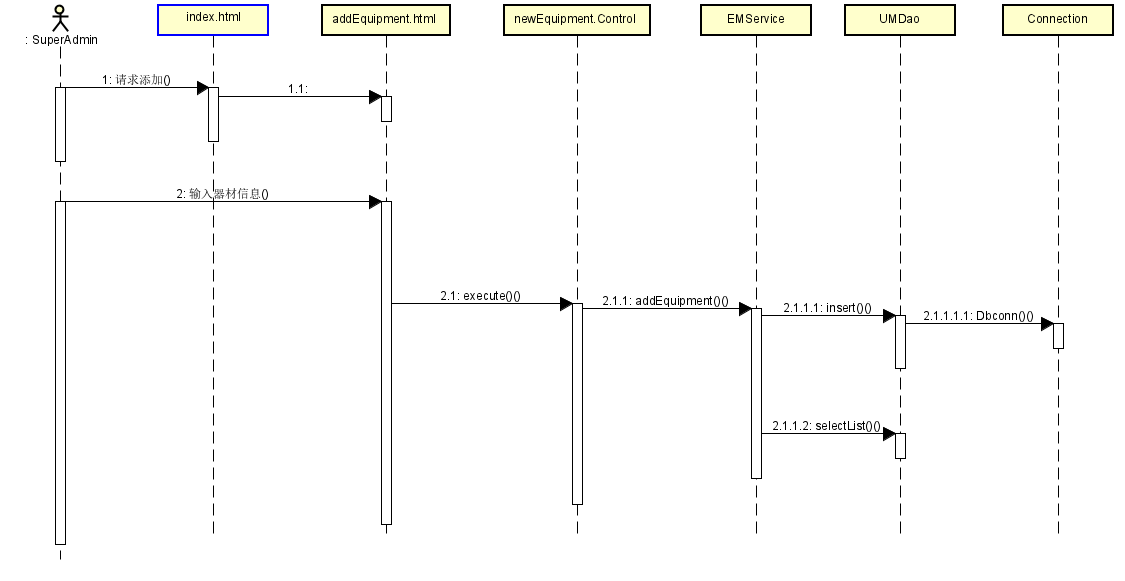 : SuperAdmin
index.html
addEquipment.html
newEquipment.Control
EMService
UMDao
Connection
1: 请求添加()
1.1:
2: 输入器材信息()
2.1: execute()()
2.1.1: addEquipment()()
2.1.1.1: insert()()
2.1.1.1.1: Dbconn()()
2.1.1.2: selectList()()